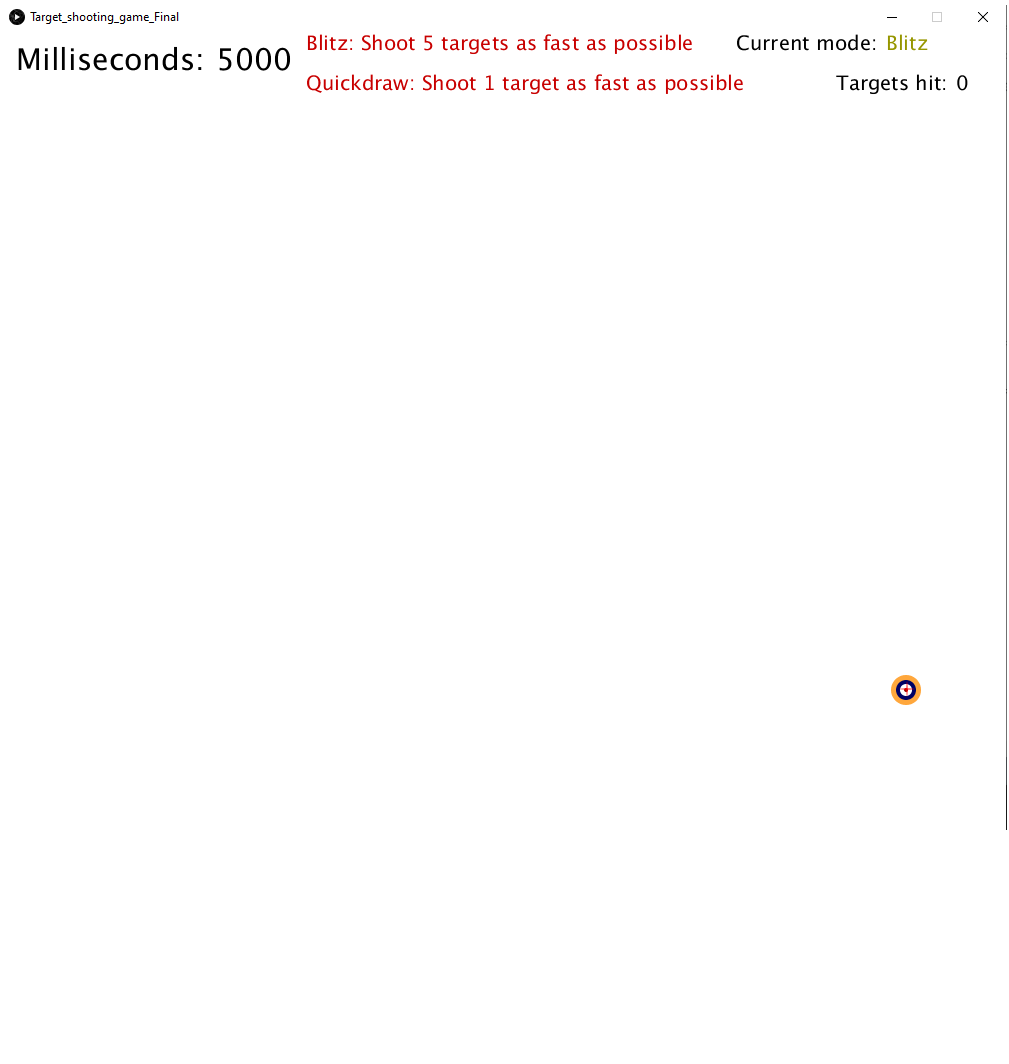 Target_shooting_game_Final
Milliseconds: 5000
Blitz: Shoot 5 targets as fast as possible
Current mode: Blitz
Quickdraw: Shoot 1 target as fast as possible
Targets hit: 0